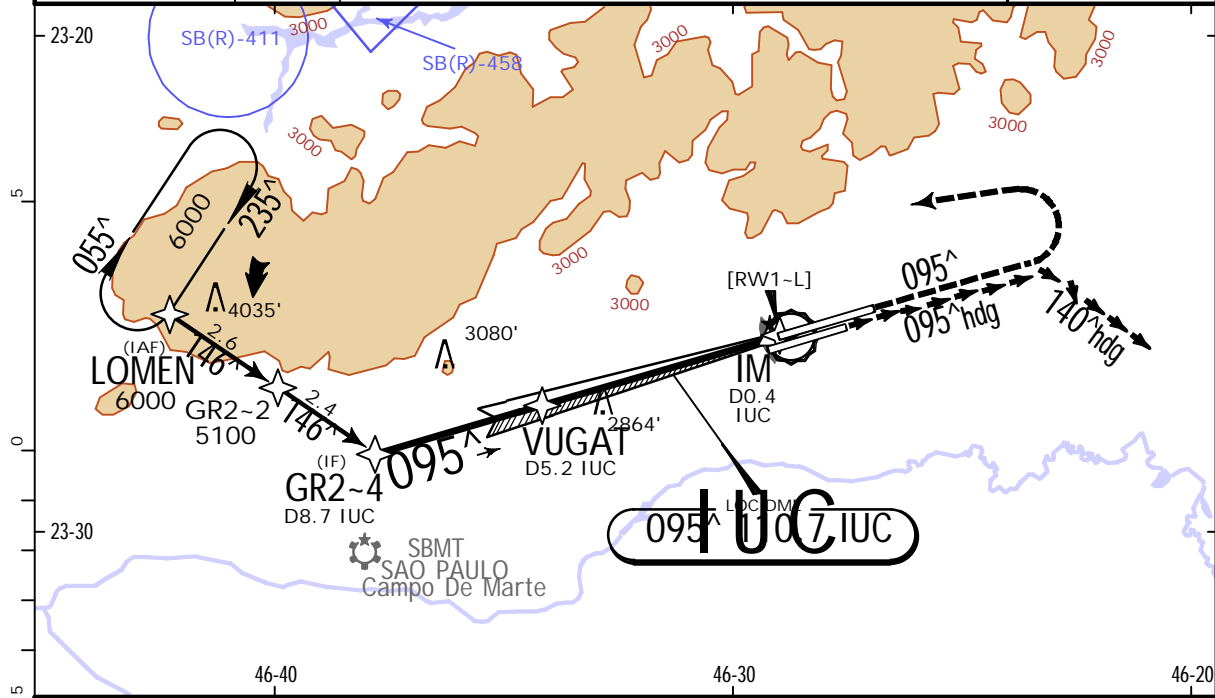 23-20
SB(R)-411
3000
SB(R)-458
3000
3000
3000
3000
5
055^
6000
235^
4035'
3000
3000
[RW1~L]
095^
095^hdg
140^hdg
3080'
2.6
146^
(IAF)
LOMEN
6000
GR2~2
5100
2.4
146^
IM
D0.4
IUC
2864'
VUGAT
D5.2 IUC
095^
(IF)
GR2~4
D8.7 IUC
0
LOC DME
095^ 110.7 IUC
IUC
23-30
SBMT
SAO PAULO
Campo De Marte
46-40
46-30
46-20
5